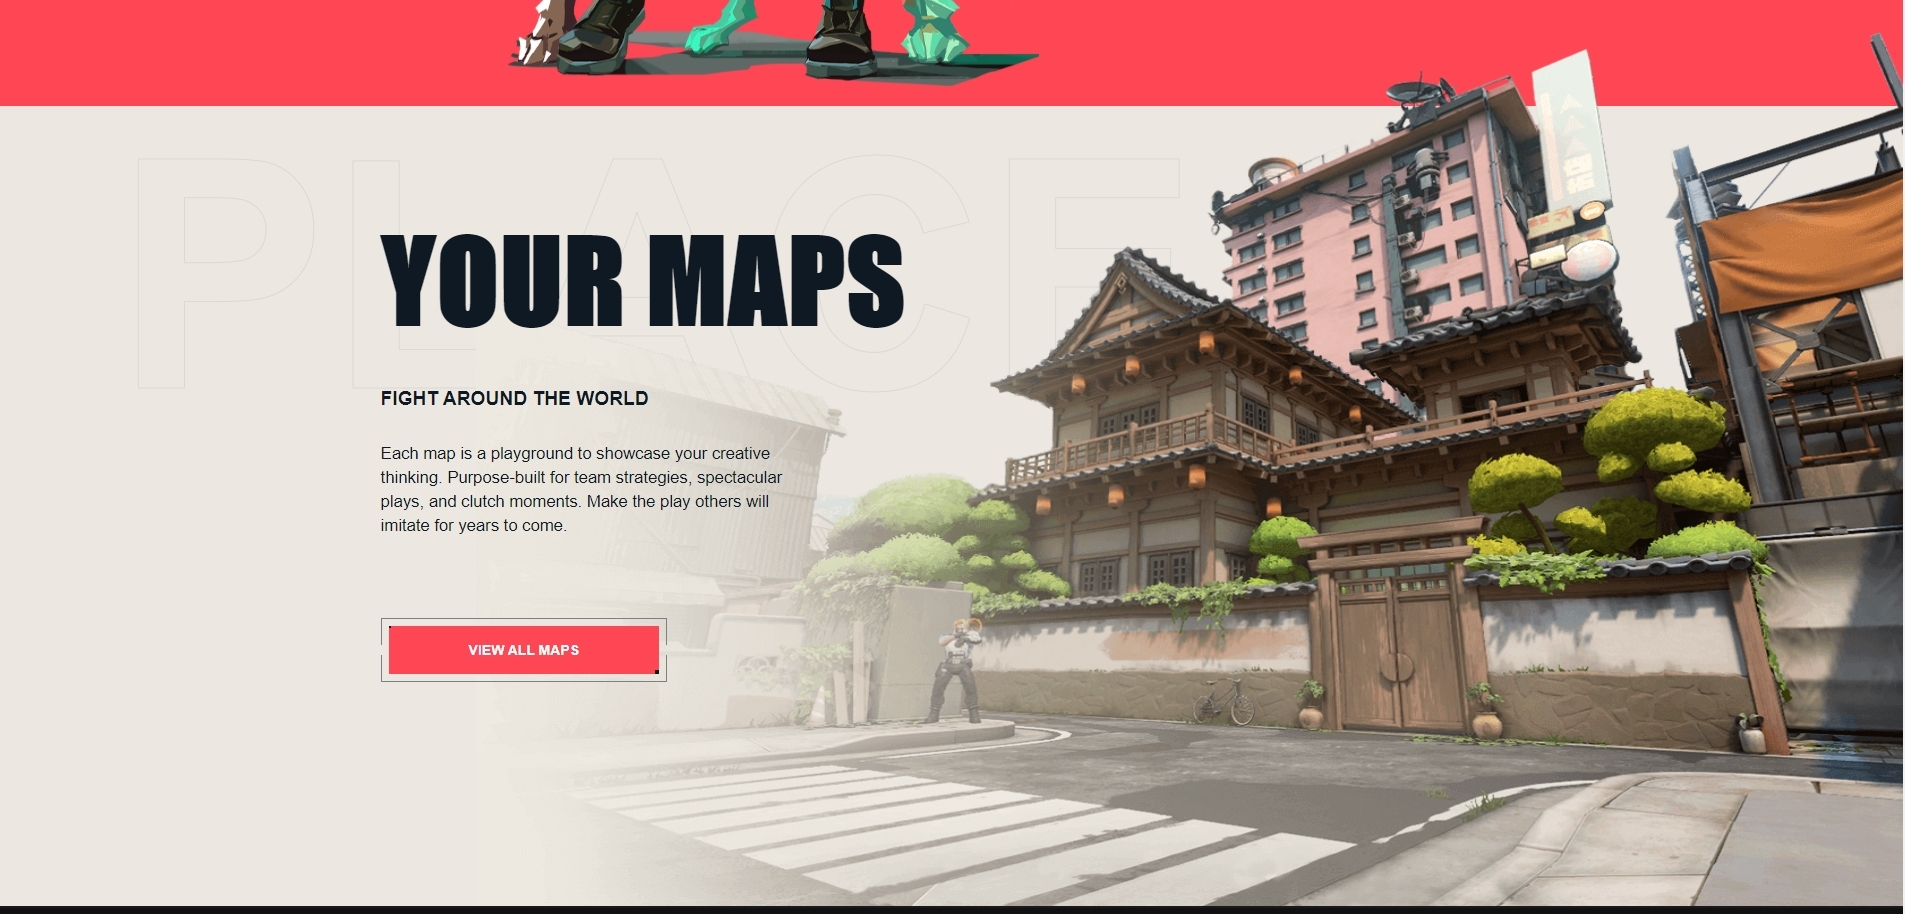 PLACE
YOUR MAPS
FIGHT AROUND THE WORLD
Each map is a playground to showcase your creative
thinking. Purpose-built for team strategies, spectacular
plays, and clutch moments. Make the play others will
imitate for years to come.
VIEW ALL MAPS